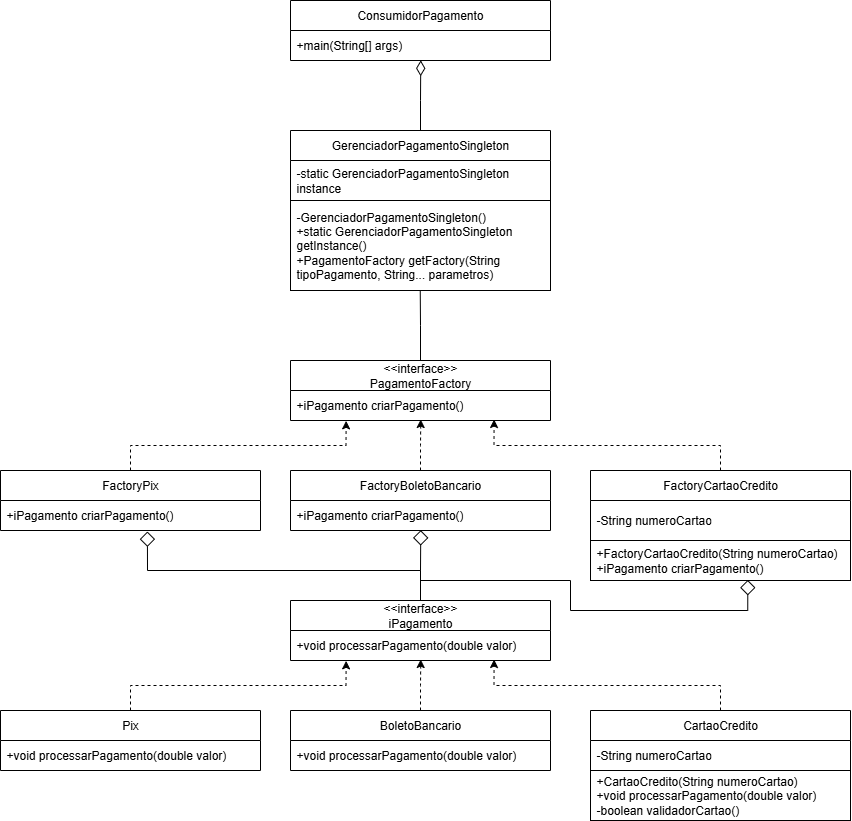 ConsumidorPagamento
+main(String[] args)
GerenciadorPagamentoSingleton
-static GerenciadorPagamentoSingleton
instance
-GerenciadorPagamentoSingleton()
+static GerenciadorPagamentoSingleton
getInstance()
+PagamentoFactory getFactory(String
tipoPagamento, String... parametros)
<<interface>>
PagamentoFactory
+iPagamento criarPagamento()
FactoryPix
+iPagamento criarPagamento()
FactoryBoletoBancario
+iPagamento criarPagamento()
FactoryCartaoCredito
-String numeroCartao
+FactoryCartaoCredito(String numeroCartao)
+iPagamento criarPagamento()
<<interface>>
iPagamento
+void processarPagamento(double valor)
Pix
+void processarPagamento(double valor)
BoletoBancario
+void processarPagamento(double valor)
CartaoCredito
-String numeroCartao
+CartaoCredito(String numeroCartao)
+void processarPagamento(double valor)
-boolean validadorCartao()